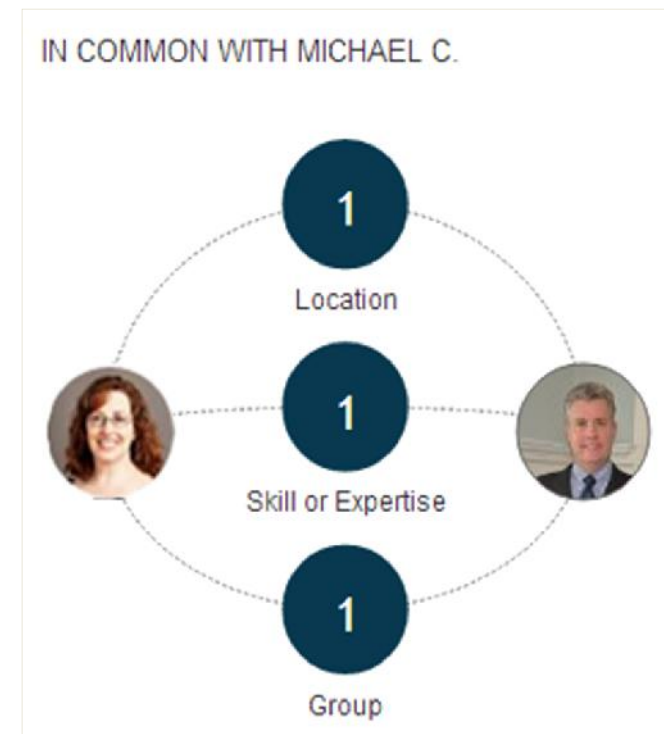 IN COMMON WITH MICHAEL C.
1
Location
1
Skill or Expertise
1
Group